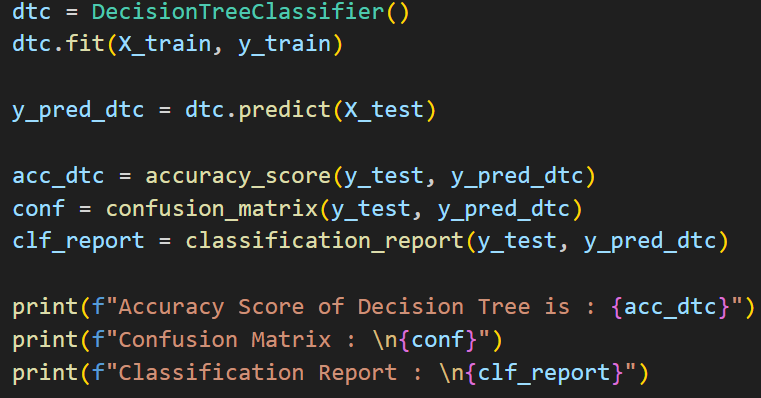 dtc = DecisionTreeClassifier()
dtc.fit(X_train, y_train)
y_pred_dtc = dtc.predict(X_test)
acc_dtc = accuracy_score(y_test, y_pred_dtc)
conf = confusion_matrix(y_test, y_pred_dtc)
clf_report = classification_report(y_test, y_pred_dtc)
print(f"Accuracy Score of Decision Tree is : {acc_dtc}")
print(f"Confusion Matrix : \n{conf}")
print(f"Classification Report : \n{clf_report}")